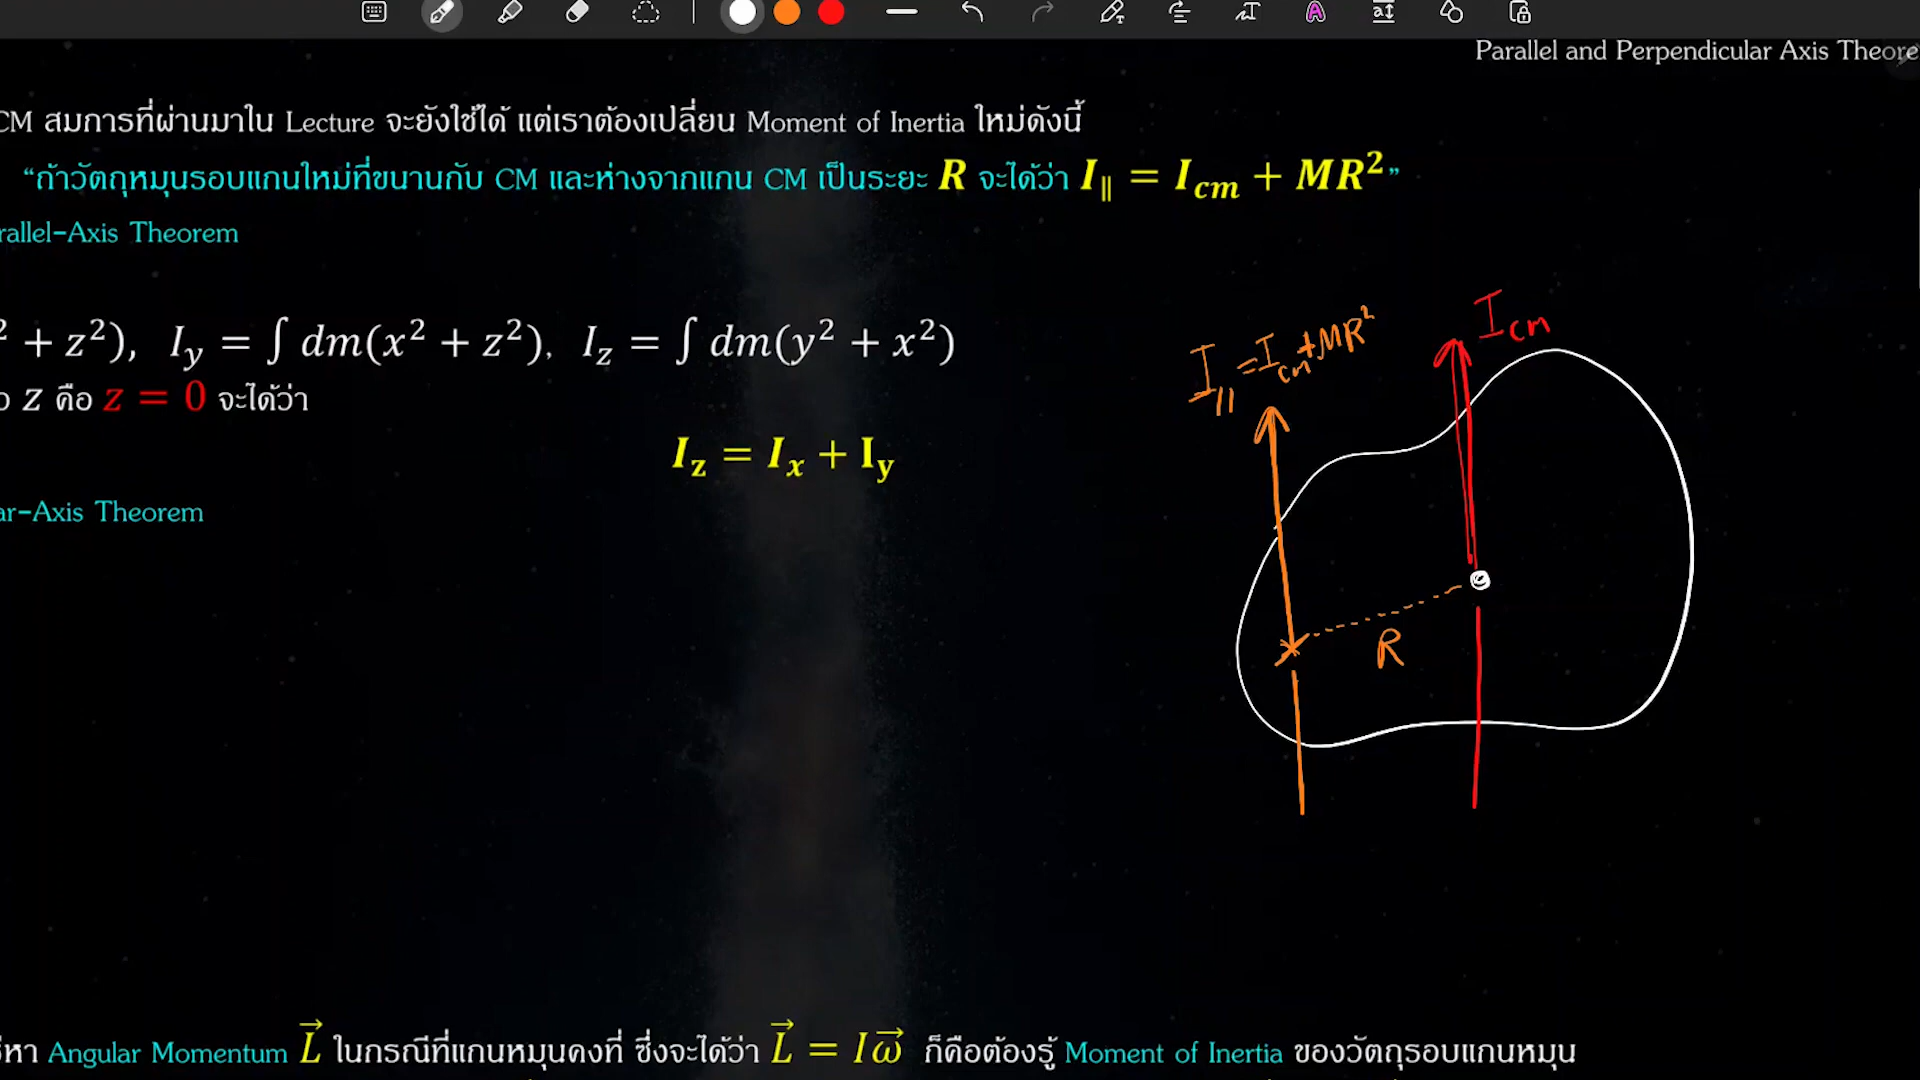 Parallel and Perpendicular Axis Theore
CM สมการที่ผ่านมาใน Lecture จะยังใช้ได้ แต่เราต้องเปลี่ยน Moment of Inertia ใหม่ดังนี้
“ถ้าวัตถุหมุนรอบแกนใหม่ที่ขนานกับ CM และห่างจากแกน CM เป็นระยะ R จะได้ว่า I∥ = I_cm + MR²”
rallel-Axis Theorem
² + z²), I_y = ∫ dm(x² + z²), I_z = ∫ dm(y² + x²)
z คือ z = 0 จะได้ว่า
I_z = I_x + I_y
ar-Axis Theorem
I_cm
I_∥ = I_cm + MR²
R
หา Angular Momentum L⃗ ในกรณีที่แกนหมุนคงที่ ซึ่งจะได้ว่า L⃗ = Iω⃗ ก็คือต้องรู้ Moment of Inertia ของวัตถุรอบแกนหมุน